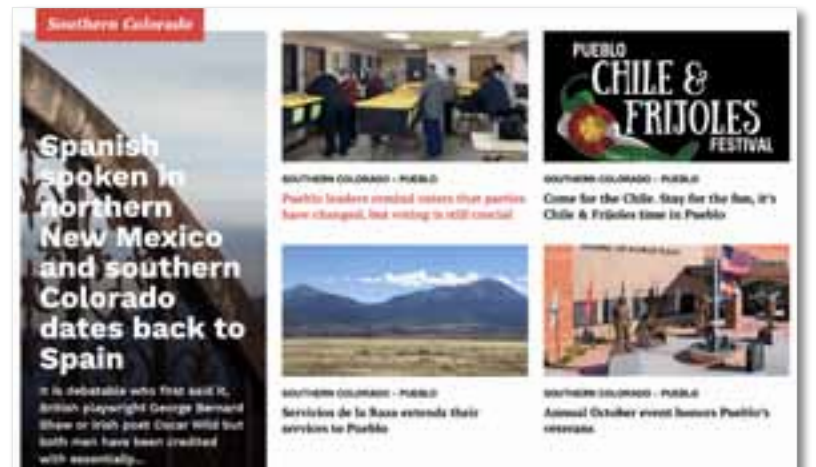 Southern Colorado
Spanish
spoken in
northern
New Mexico
and southern
Colorado
dates back to
Spain
It is debatable who first said it,
British playwright George Bernard
Shaw or Irish poet Oscar Wild but
both men have been credited
with essentially...
SOUTHERN COLORADO - PUEBLO
Pueblo leaders remind voters that parties
have changed, but voting is still crucial
PUEBLO
CHILE &
FRIJOLES
FESTIVAL
SOUTHERN COLORADO - PUEBLO
Come for the Chile. Stay for the fun, it's
Chile & Frijoles time in Pueblo
SOUTHERN COLORADO - PUEBLO
Servicios de la Raza extends their
services to Pueblo
SOUTHERN COLORADO - PUEBLO
Annual October event honors Pueblo's
veterans